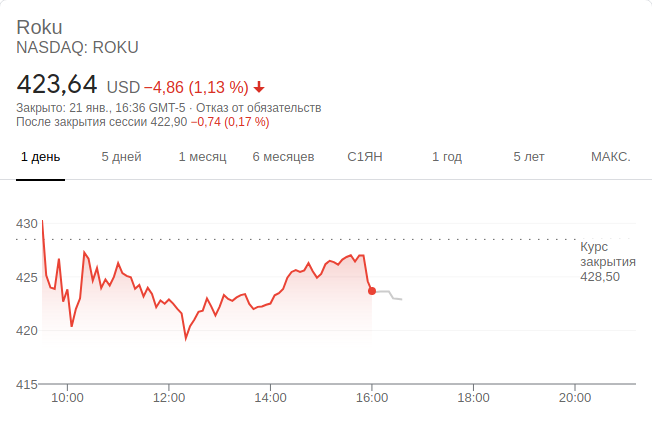 Roku
NASDAQ: ROKU
423,64 USD −4,86 (1,13 %)
Закрыто: 21 янв., 16:36 GMT-5 · Отказ от обязательств
После закрытия сессии 422,90 −0,74 (0,17 %)
1 день 5 дней 1 месяц 6 месяцев С1ЯН 1 год 5 лет МАКС.
430
Курс
закрытия
428,50
425
420
415
10:00 12:00 14:00 16:00 18:00 20:00